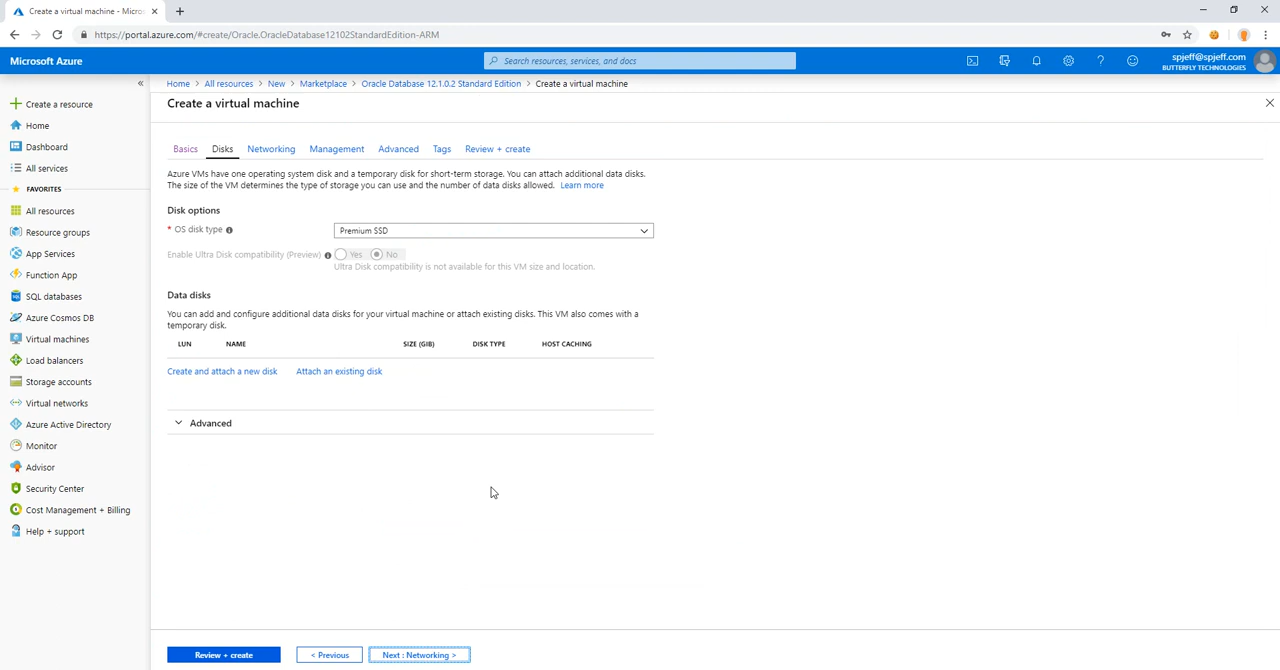 Create a virtual machine - Micros
https://portal.azure.com/#create/Oracle.OracleDatabase12102StandardEdition-ARM
Microsoft Azure
Search resources, services, and docs
spjeff@spjeff.com
BUTTERFLY TECHNOLOGIES
«
Home > All resources > New > Marketplace > Oracle Database 12.1.0.2 Standard Edition > Create a virtual machine
Create a virtual machine
Create a resource
Home
Dashboard
All services
FAVORITES
All resources
Resource groups
App Services
Function App
SQL databases
Azure Cosmos DB
Virtual machines
Load balancers
Storage accounts
Virtual networks
Azure Active Directory
Monitor
Advisor
Security Center
Cost Management + Billing
Help + support
Basics Disks Networking Management Advanced Tags Review + create
Azure VMs have one operating system disk and a temporary disk for short-term storage. You can attach additional data disks.
The size of the VM determines the type of storage you can use and the number of data disks allowed. Learn more
Disk options
* OS disk type Premium SSD
Enable Ultra Disk compatibility (Preview) Yes No
Ultra Disk compatibility is not available for this VM size and location.
Data disks
You can add and configure additional data disks for your virtual machine or attach existing disks. This VM also comes with a
temporary disk.
LUN NAME SIZE (GIB) DISK TYPE HOST CACHING
Create and attach a new disk Attach an existing disk
Advanced
Review + create < Previous Next : Networking >